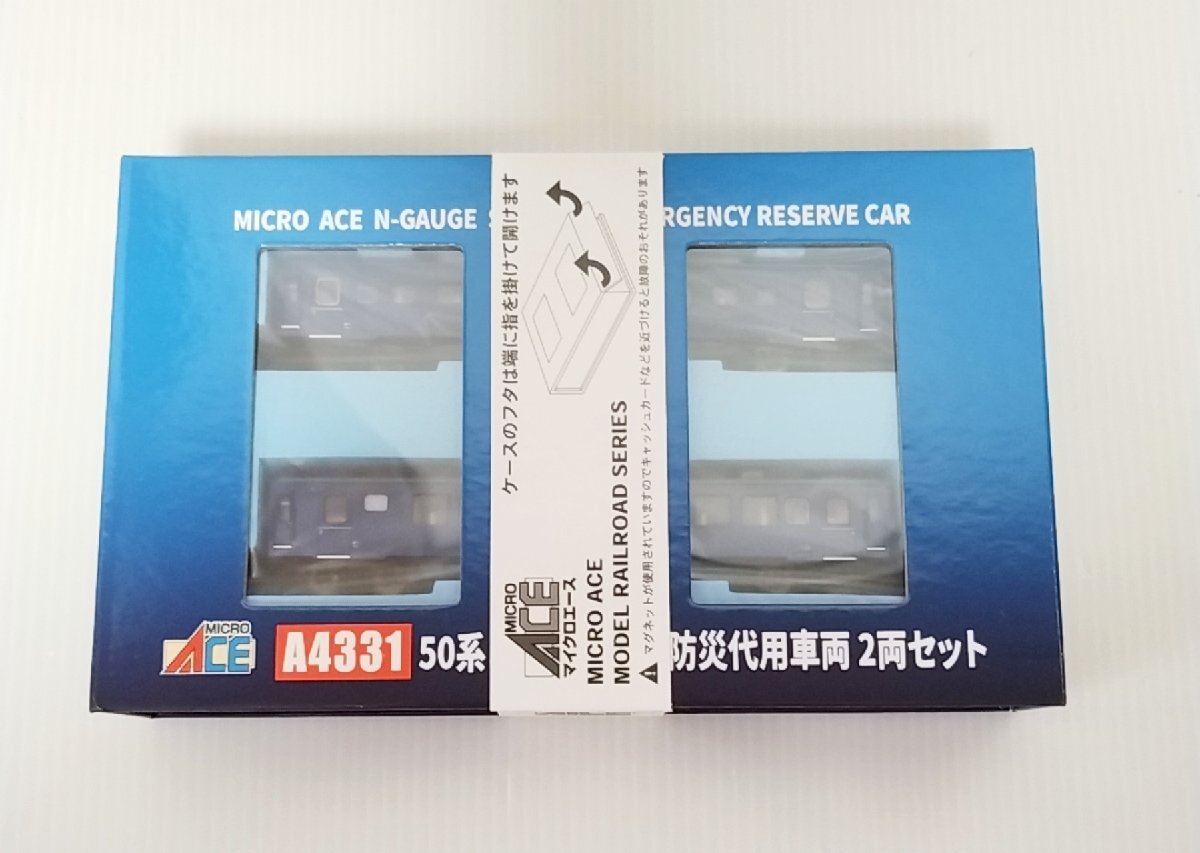 MICRO ACE N-GAUGE S
RGENCY RESERVE CAR
ケースのフタは端に指を掛けて開けます
MICRO
ACE
マイクロエース
MICRO ACE
MODEL RAILROAD SERIES
マグネットが使用されていますのでキャッシュカードなどを近づけると故障のおそれがあります
MICRO
ACE
A4331 50系
防災代用車両 2両セット